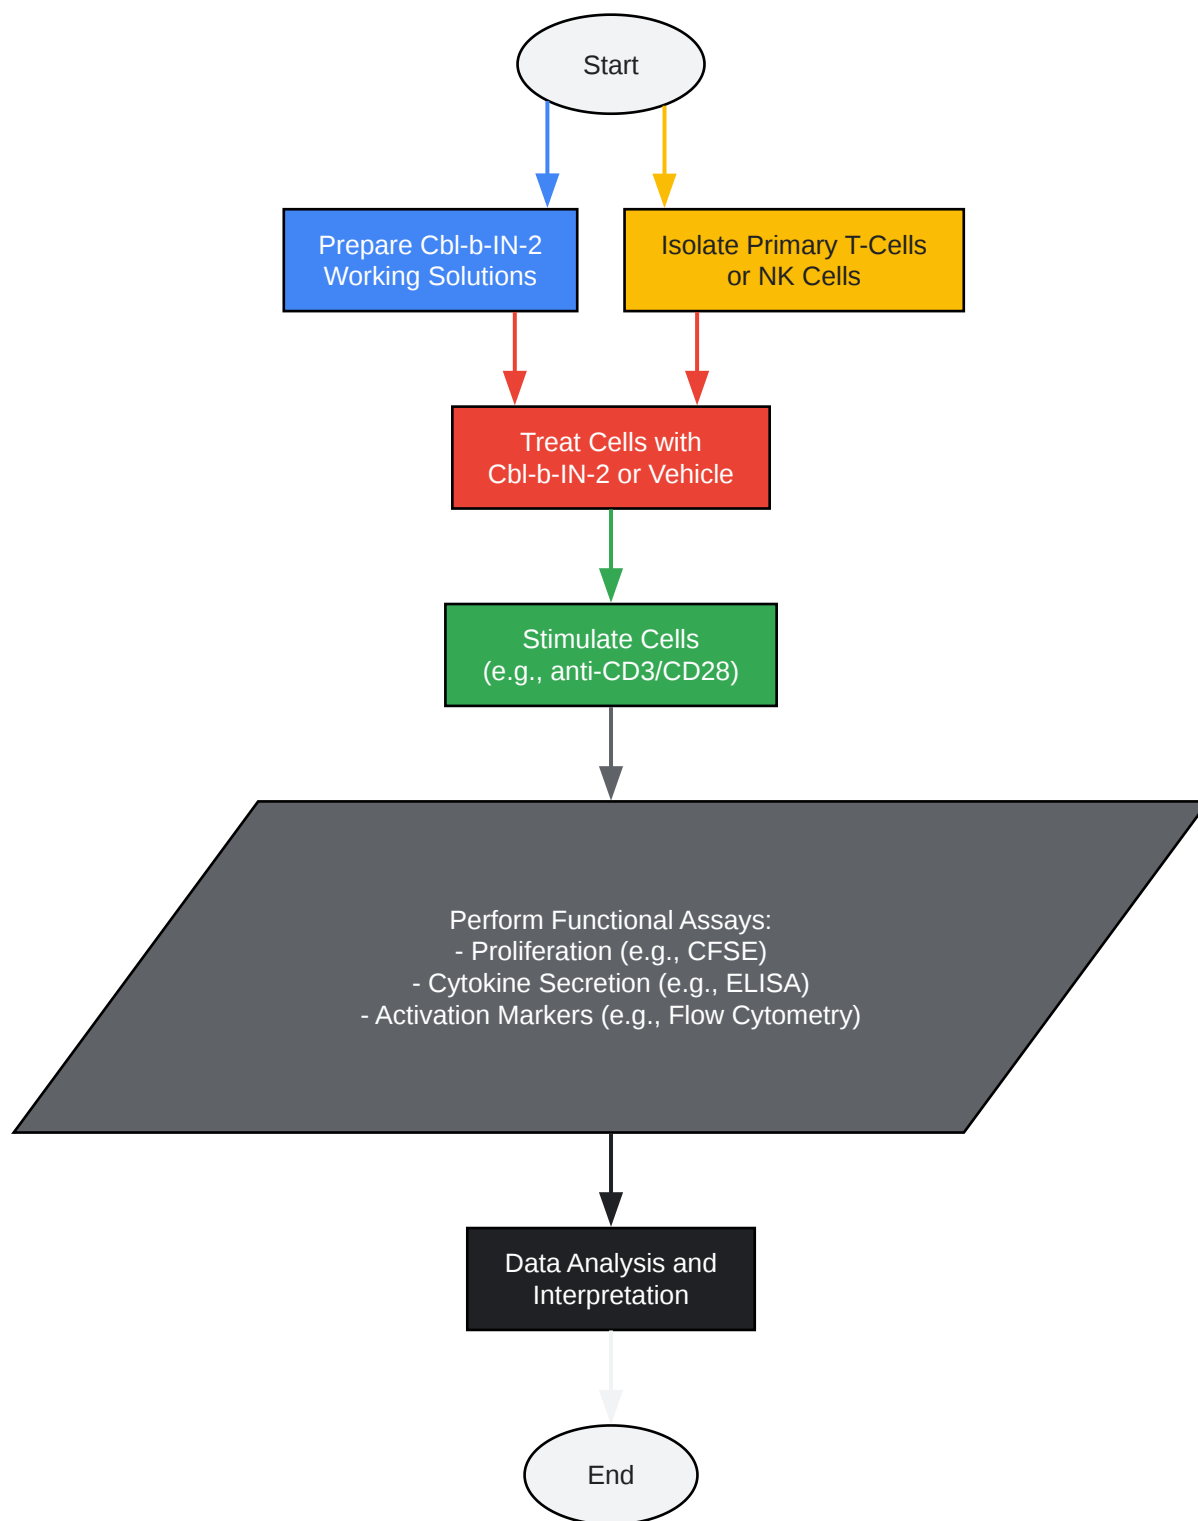 Start
Prepare Cbl-b-IN-2
Working Solutions
Isolate Primary T-Cells
or NK Cells
Treat Cells with
Cbl-b-IN-2 or Vehicle
Stimulate Cells
(e.g., anti-CD3/CD28)
Perform Functional Assays:
- Proliferation (e.g., CFSE)
- Cytokine Secretion (e.g., ELISA)
- Activation Markers (e.g., Flow Cytometry)
Data Analysis and
Interpretation
End